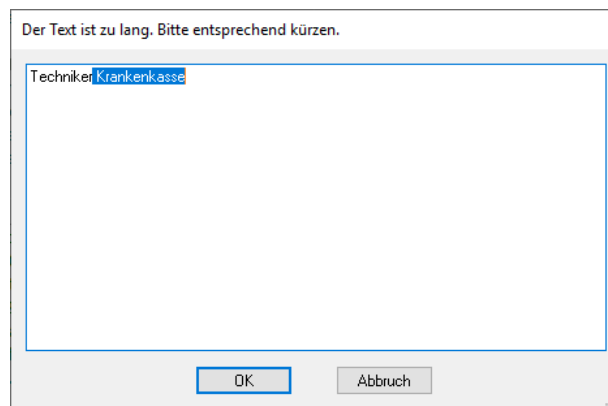 Der Text ist zu lang. Bitte entsprechend kürzen.
Techniker Krankenkasse
OK
Abbruch